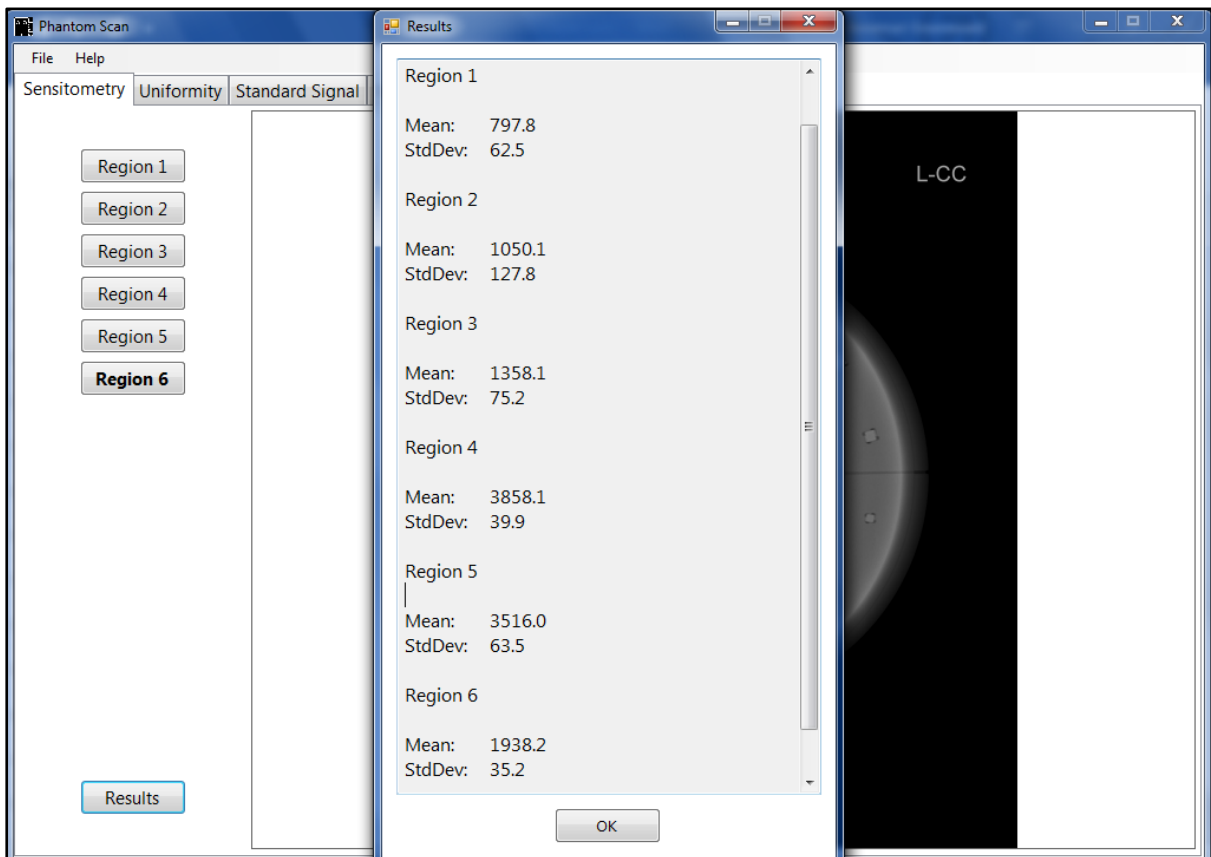 Phantom Scan
File Help
Sensitometry Uniformity Standard Signal
Region 1
Region 2
Region 3
Region 4
Region 5
Region 6
Results
Results
Region 1
Mean: 797.8
StdDev: 62.5
Region 2
Mean: 1050.1
StdDev: 127.8
Region 3
Mean: 1358.1
StdDev: 75.2
Region 4
Mean: 3858.1
StdDev: 39.9
Region 5
Mean: 3516.0
StdDev: 63.5
Region 6
Mean: 1938.2
StdDev: 35.2
OK
L-CC